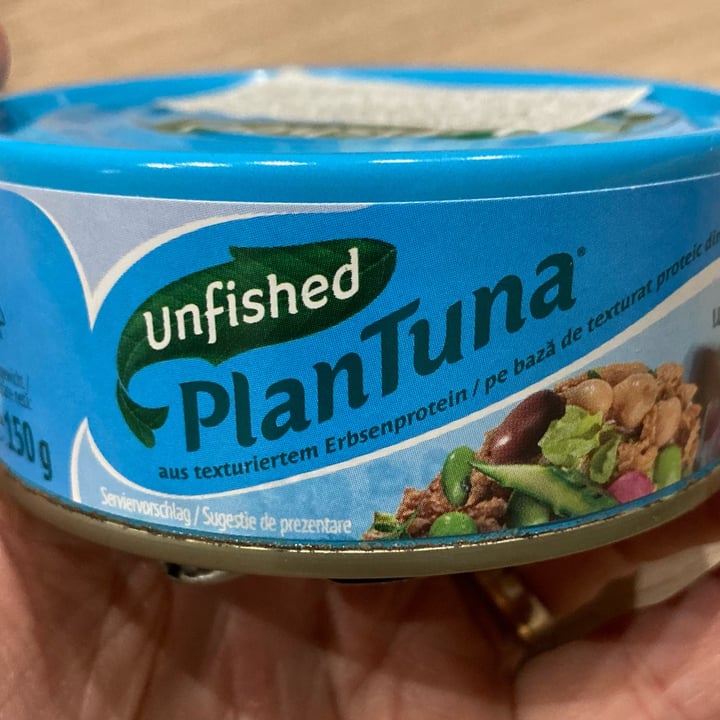 Unfished
PlanTuna®
aus texturiertem Erbsenprotein / pe bază de texturat proteic din
150 g
Serviervorschlag / Sugestie de prezentare